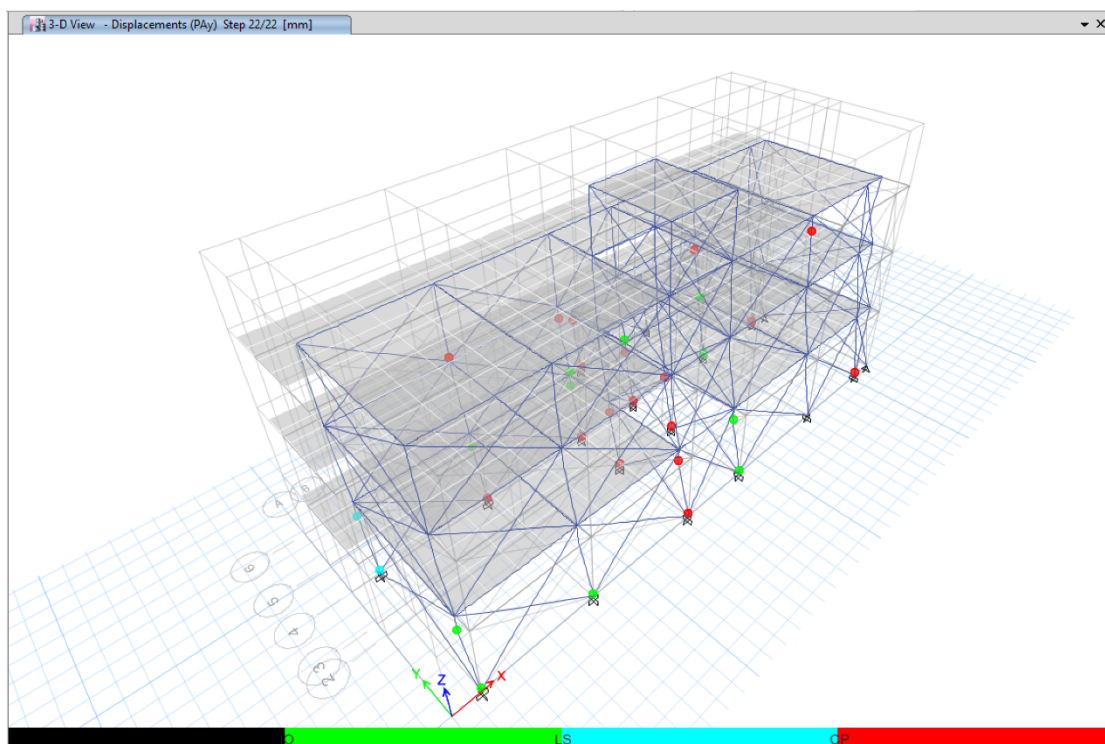 3-D View - Displacements (PAy) Step 22/22 [mm]
A
6
5
4
3
2
Y
Z
X
IO
LS
CP